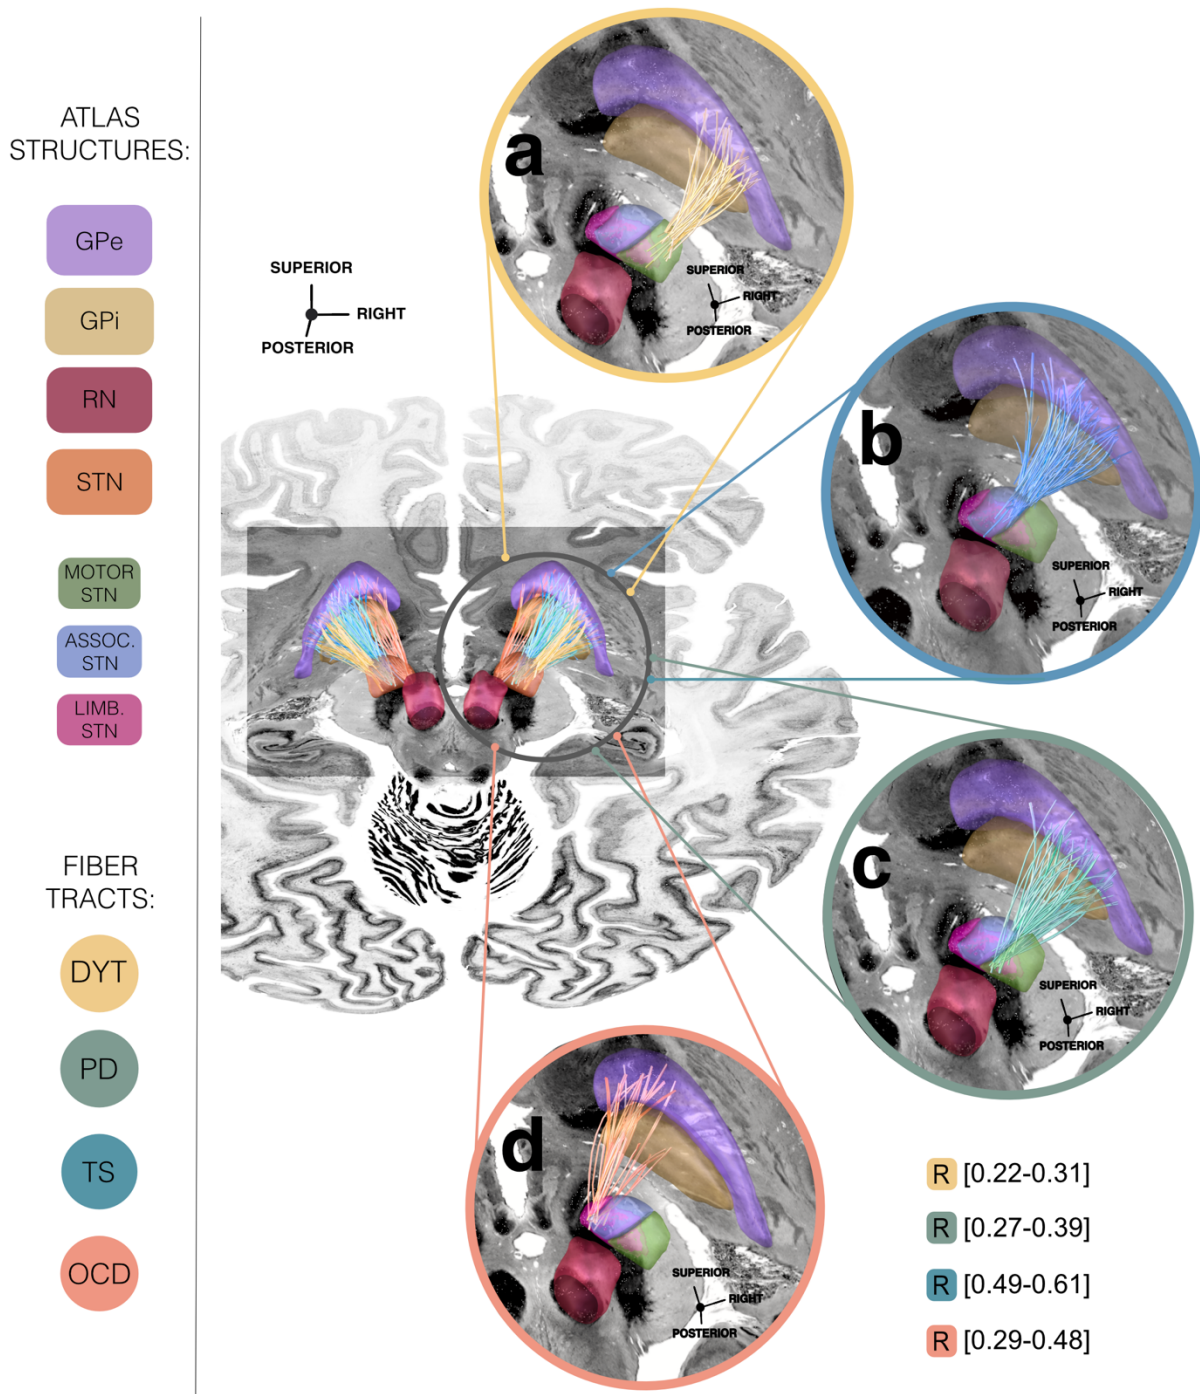 ATLAS
STRUCTURES:
GPe
GPi
RN
STN
MOTOR
STN
ASSOC.
STN
LIMB.
STN
FIBER
TRACTS:
DYT
PD
TS
OCD
SUPERIOR
RIGHT
POSTERIOR
a
SUPERIOR
RIGHT
POSTERIOR
b
SUPERIOR
RIGHT
POSTERIOR
c
SUPERIOR
RIGHT
POSTERIOR
d
SUPERIOR
RIGHT
POSTERIOR
R [0.22-0.31]
R [0.27-0.39]
R [0.49-0.61]
R [0.29-0.48]